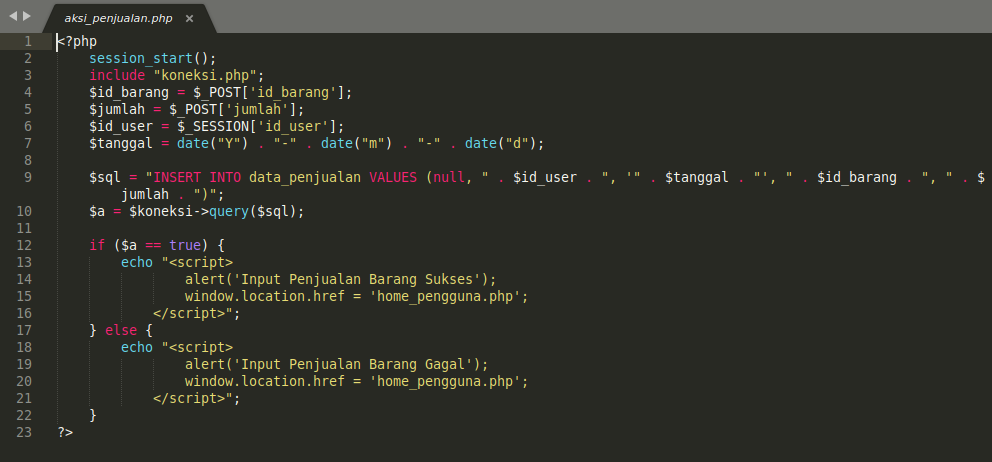 aksi_penjualan.php ×
1 <?php
2 session_start();
3 include "koneksi.php";
4 $id_barang = $_POST['id_barang'];
5 $jumlah = $_POST['jumlah'];
6 $id_user = $_SESSION['id_user'];
7 $tanggal = date("Y") . "-" . date("m") . "-" . date("d");
8
9 $sql = "INSERT INTO data_penjualan VALUES (null, " . $id_user . ", '" . $tanggal . "', " . $id_barang . ", " . $
jumlah . ")";
10 $a = $koneksi->query($sql);
11
12 if ($a == true) {
13 echo "<script>
14 alert('Input Penjualan Barang Sukses');
15 window.location.href = 'home_pengguna.php';
16 </script>";
17 } else {
18 echo "<script>
19 alert('Input Penjualan Barang Gagal');
20 window.location.href = 'home_pengguna.php';
21 </script>";
22 }
23 ?>